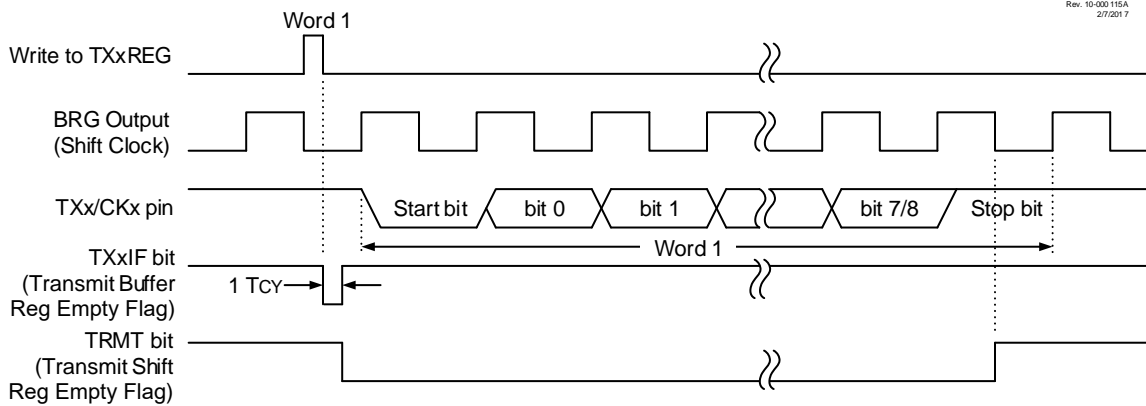 Rev. 10-000 115A
2/7/201 7
Word 1
Write to TXxREG
BRG Output
(Shift Clock)
TXx/CKx pin
Start bit
bit 0
bit 1
bit 7/8
Stop bit
Word 1
TXxIF bit
(Transmit Buffer
Reg Empty Flag)
1 TCY
TRMT bit
(Transmit Shift
Reg Empty Flag)